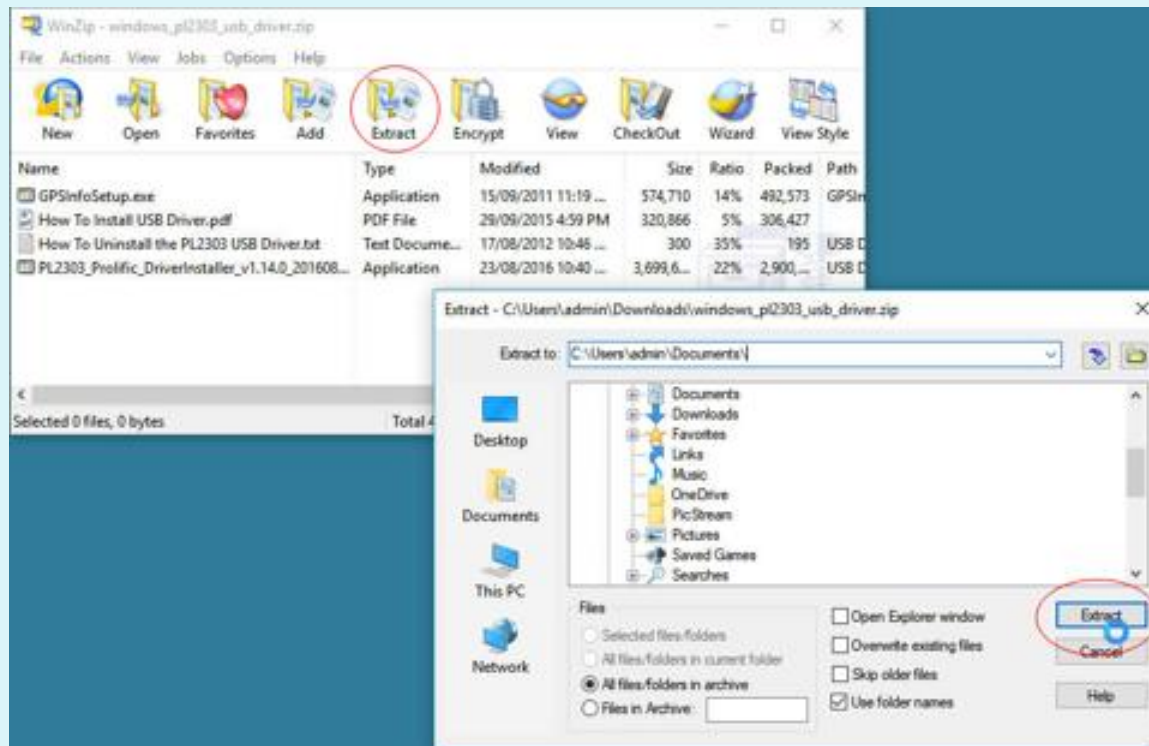 WinZip - windows_pl2303_usb_driver.zip
File Actions View Jobs Options Help
New Open Favorites Add Extract Encrypt View CheckOut Wizard View Style
Name Type Modified Size Ratio Packed Path
GPSInfoSetup.exe Application 15/09/2011 11:19 ... 574,710 14% 492,573 GPSIn
How To Install USB Driver.pdf PDF File 29/09/2015 4:59 PM 320,866 5% 306,427
How To Uninstall the PL2303 USB Driver.txt Text Docume... 17/08/2012 10:46 ... 300 35% 195 USB D
PL2303_Prolific_DriverInstaller_v1.14.0_201608... Application 23/08/2016 10:40 ... 3,699,6... 22% 2,900,... USB D
Selected 0 files, 0 bytes Total 4
Extract - C:\Users\admin\Downloads\windows_pl2303_usb_driver.zip
Extract to: C:\Users\admin\Documents\
Desktop
Documents
This PC
Network
Documents
Downloads
Favorites
Links
Music
OneDrive
PicStream
Pictures
Saved Games
Searches
Files
Selected files/folders
All files/folders in current folder
All files/folders in archive
Files in Archive:
Open Explorer window
Overwrite existing files
Skip older files
Use folder names
Extract
Cancel
Help